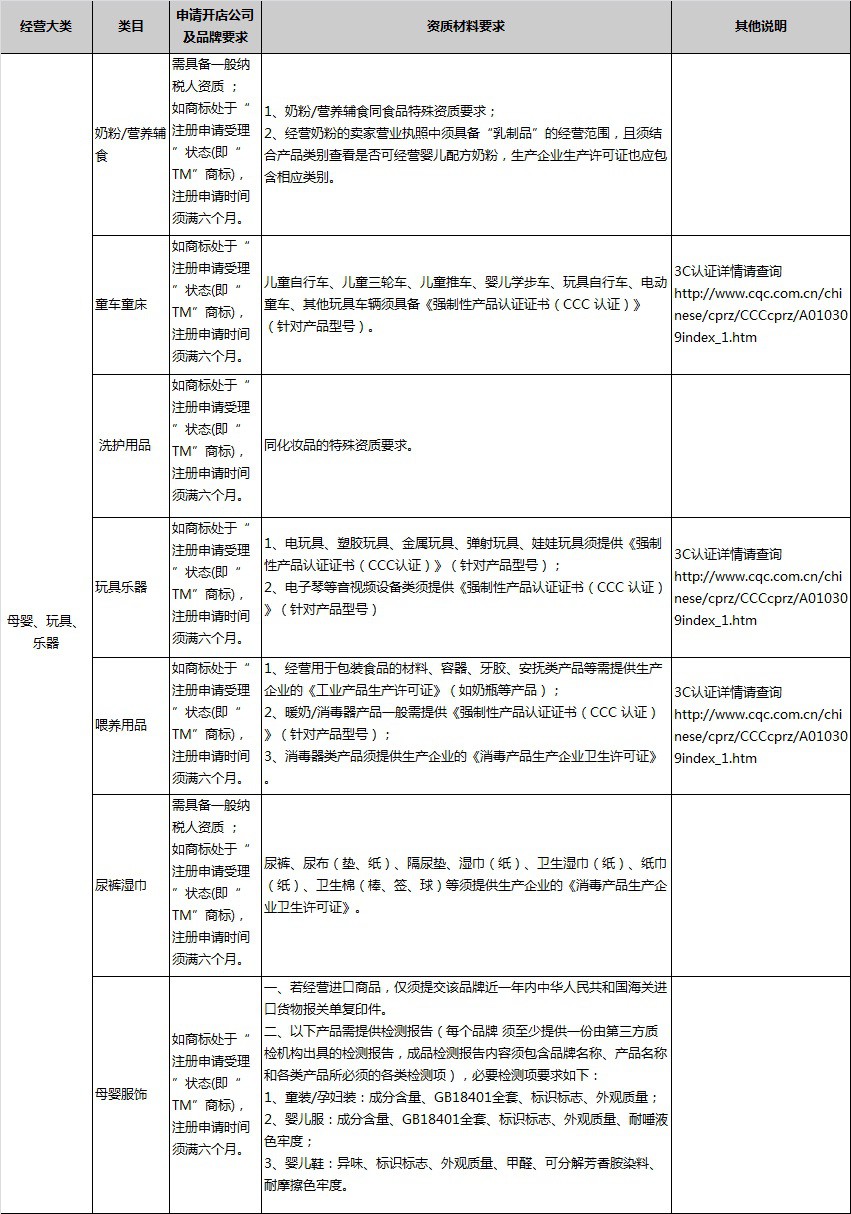 经营大类
类目
申请开店公司
及品牌要求
资质材料要求
其他说明
母婴、玩具、
乐器
奶粉/营养辅
食
需具备一般纳
税人资质 ；
如商标处于“
注册申请受理
”状态(即“
TM”商标)，
注册申请时间
须满六个月。
1、奶粉/营养辅食同食品特殊资质要求；
2、经营奶粉的卖家营业执照中须具备“乳制品”的经营范围，且须结
合产品类别查看是否可经营婴儿配方奶粉，生产企业生产许可证也应包
含相应类别。
童车童床
如商标处于“
注册申请受理
”状态(即“
TM”商标)，
注册申请时间
须满六个月。
儿童自行车、儿童三轮车、儿童推车、婴儿学步车、玩具自行车、电动
童车、其他玩具车辆须具备《强制性产品认证证书（CCC 认证）》
（针对产品型号）。
3C认证详情请查询
http://www.cqc.com.cn/chi
nese/cprz/CCCcprz/A01030
9index_1.htm
洗护用品
如商标处于“
注册申请受理
”状态(即“
TM”商标)，
注册申请时间
须满六个月。
同化妆品的特殊资质要求。
玩具乐器
如商标处于“
注册申请受理
”状态(即“
TM”商标)，
注册申请时间
须满六个月。
1、电玩具、塑胶玩具、金属玩具、弹射玩具、娃娃玩具须提供《强制
性产品认证证书（CCC认证）》（针对产品型号）；
2、电子琴等音视频设备类须提供《强制性产品认证证书（CCC 认证）
》（针对产品型号）
3C认证详情请查询
http://www.cqc.com.cn/chi
nese/cprz/CCCcprz/A01030
9index_1.htm
喂养用品
如商标处于“
注册申请受理
”状态(即“
TM”商标)，
注册申请时间
须满六个月。
1、经营用于包装食品的材料、容器、牙胶、安抚类产品等需提供生产
企业的《工业产品生产许可证》（如奶瓶等产品）；
2、暖奶/消毒器产品一般需提供《强制性产品认证证书（CCC 认证）
》（针对产品型号）；
3、消毒器类产品须提供生产企业的《消毒产品生产企业卫生许可证》
。
3C认证详情请查询
http://www.cqc.com.cn/chi
nese/cprz/CCCcprz/A01030
9index_1.htm
尿裤湿巾
需具备一般纳
税人资质 ；
如商标处于“
注册申请受理
”状态(即“
TM”商标)，
注册申请时间
须满六个月。
尿裤、尿布（垫、纸）、隔尿垫、湿巾（纸）、卫生湿巾（纸）、纸巾
（纸）、卫生棉（棒、签、球）等须提供生产企业的《消毒产品生产企
业卫生许可证》。
母婴服饰
如商标处于“
注册申请受理
”状态(即“
TM”商标)，
注册申请时间
须满六个月。
一、若经营进口商品，仅须提交该品牌近一年内中华人民共和国海关进
口货物报关单复印件。
二、以下产品需提供检测报告（每个品牌 须至少提供一份由第三方质
检机构出具的检测报告，成品检测报告内容须包含品牌名称、产品名称
和各类产品所必须的各类检测项），必要检测项要求如下：
1、童装/孕妇装：成分含量、GB18401全套、标识标志、外观质量；
2、婴儿服：成分含量、GB18401全套、标识标志、外观质量、耐唾液
色牢度；
3、婴儿鞋：异味、标识标志、外观质量、甲醛、可分解芳香胺染料、
耐摩擦色牢度。